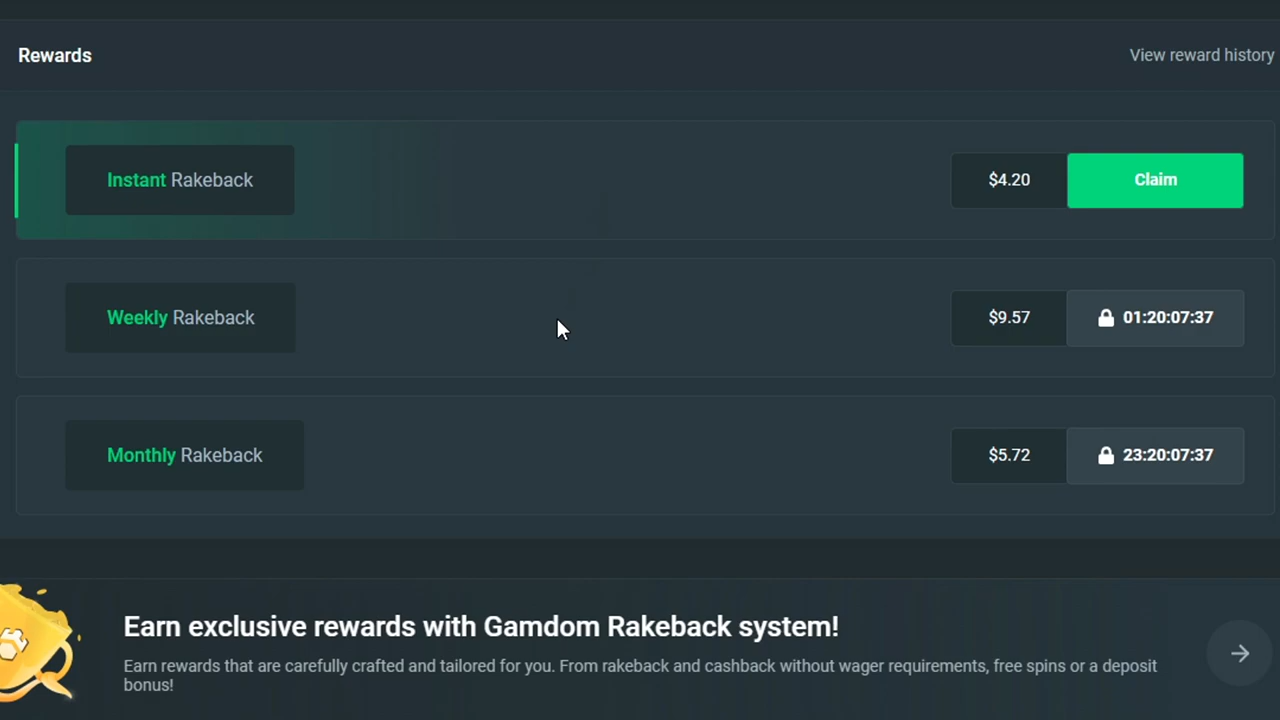 Rewards
View reward history
Instant Rakeback
$4.20
Claim
Weekly Rakeback
$9.57
01:20:07:37
Monthly Rakeback
$5.72
23:20:07:37
Earn exclusive rewards with Gamdom Rakeback system!
Earn rewards that are carefully crafted and tailored for you. From rakeback and cashback without wager requirements, free spins or a deposit
bonus!